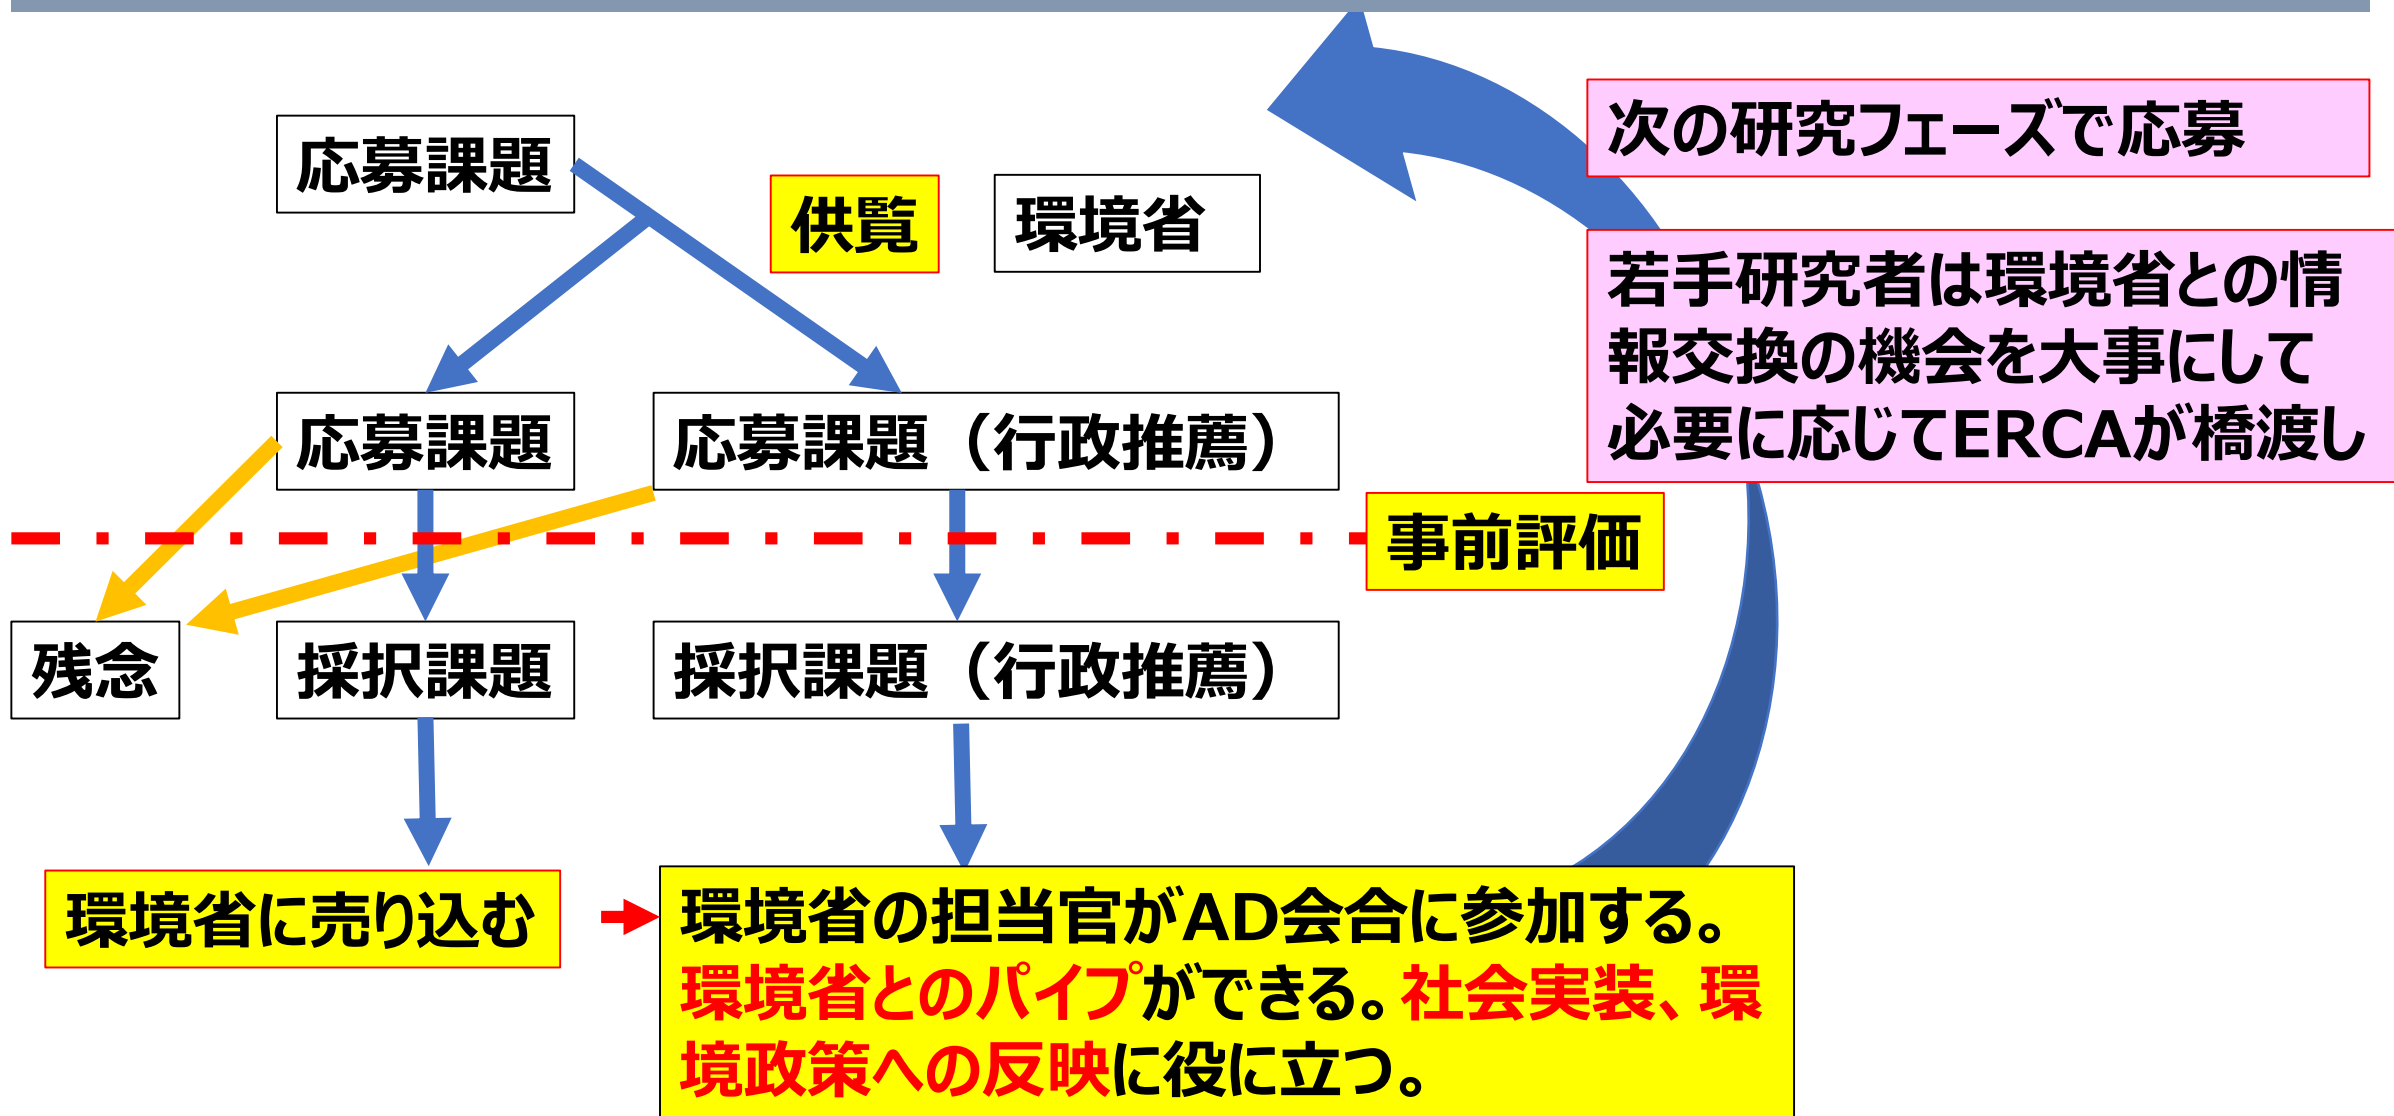 次の研究フェーズで応募
応募課題
供覧
環境省
若手研究者は環境省との情
報交換の機会を大事にして
必要に応じてERCAが橋渡し
応募課題
応募課題（行政推薦）
事前評価
残念
採択課題
採択課題（行政推薦）
環境省に売り込む
環境省の担当官がAD会合に参加する。
環境省とのパイプができる。社会実装、環
境政策への反映に役に立つ。